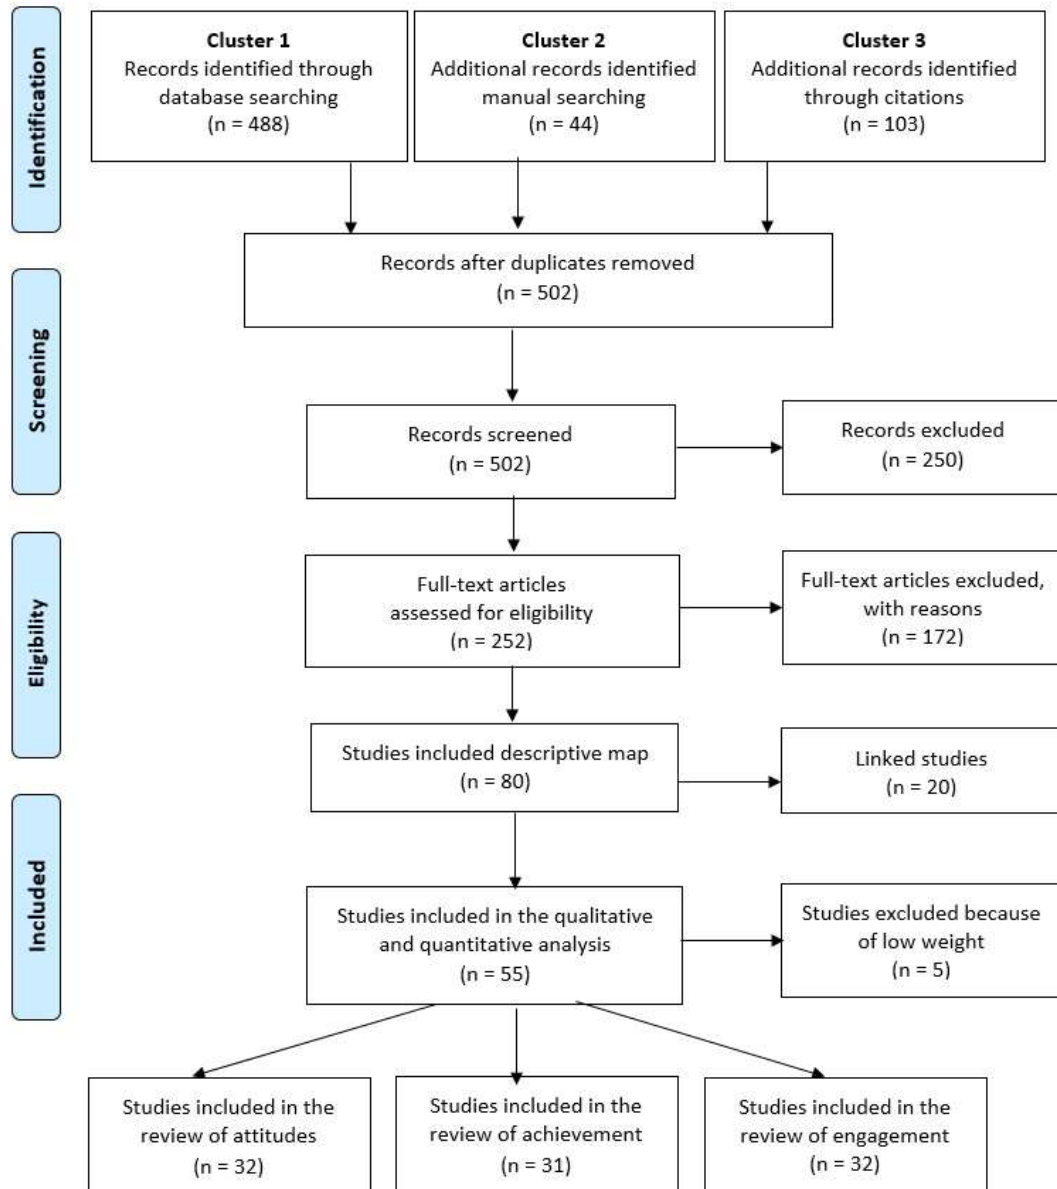 Identification
Cluster 1
Records identified through
database searching
(n = 488)
Cluster 2
Additional records identified
manual searching
(n = 44)
Cluster 3
Additional records identified
through citations
(n = 103)
Records after duplicates removed
(n = 502)
Screening
Records screened
(n = 502)
Records excluded
(n = 250)
Eligibility
Full-text articles
assessed for eligibility
(n = 252)
Full-text articles excluded,
with reasons
(n = 172)
Studies included descriptive map
(n = 80)
Linked studies
(n = 20)
Included
Studies included in the qualitative
and quantitative analysis
(n = 55)
Studies excluded because
of low weight
(n = 5)
Studies included in the
review of attitudes
(n = 32)
Studies included in the
review of achievement
(n = 31)
Studies included in the
review of engagement
(n = 32)